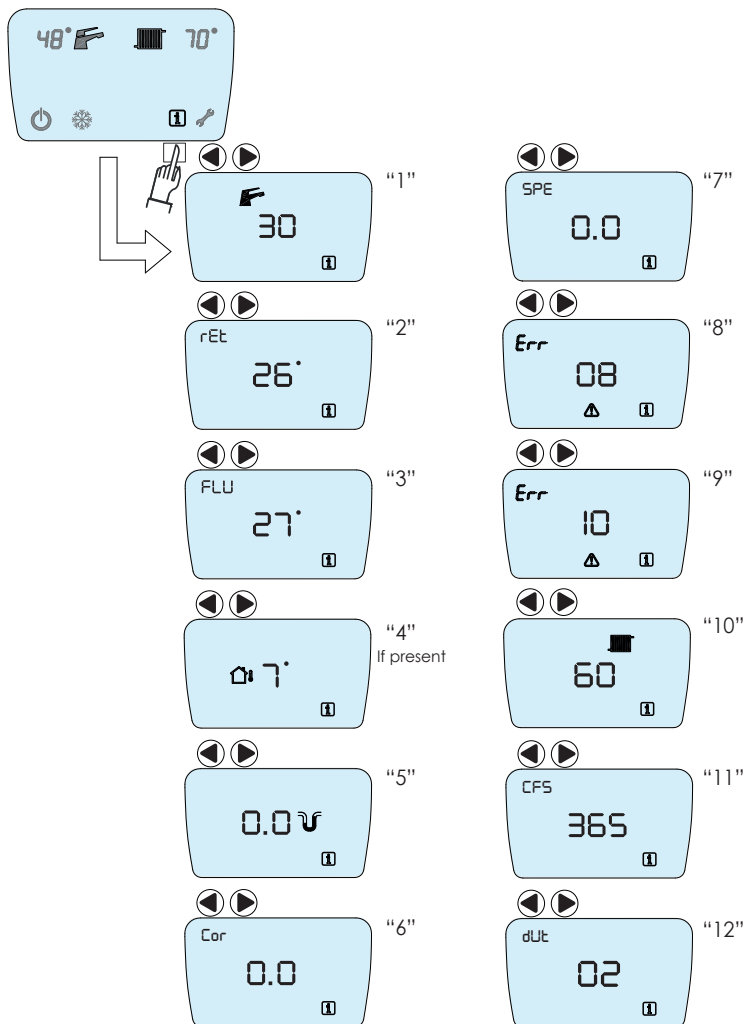 48° 70°
“1”
30
“2”
rEt
26°
“3”
FLU
27°
“4”
If present
7°
“5”
0.0
“6”
Cor
0.0
“7”
SPE
0.0
“8”
Err
08
“9”
Err
10
“10”
60
“11”
CFS
365
“12”
dUt
02